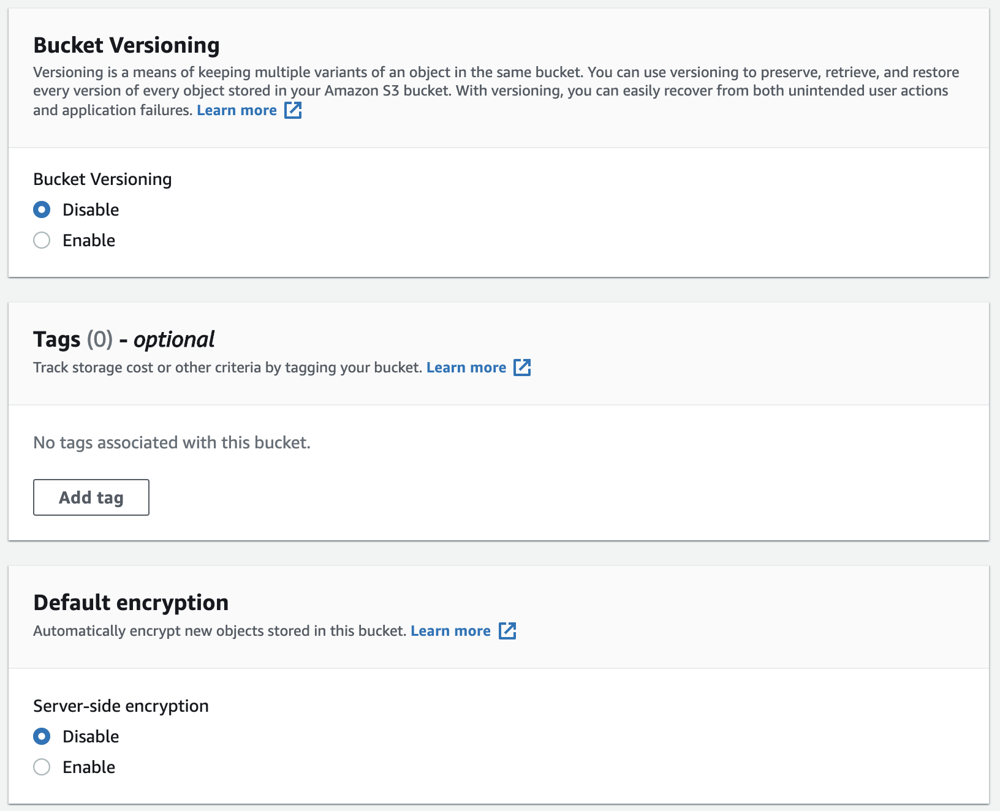 Bucket Versioning
Versioning is a means of keeping multiple variants of an object in the same bucket. You can use versioning to preserve, retrieve, and restore
every version of every object stored in your Amazon S3 bucket. With versioning, you can easily recover from both unintended user actions
and application failures. Learn more
Bucket Versioning
Disable
Enable
Tags (0) - optional
Track storage cost or other criteria by tagging your bucket. Learn more
No tags associated with this bucket.
Add tag
Default encryption
Automatically encrypt new objects stored in this bucket. Learn more
Server-side encryption
Disable
Enable